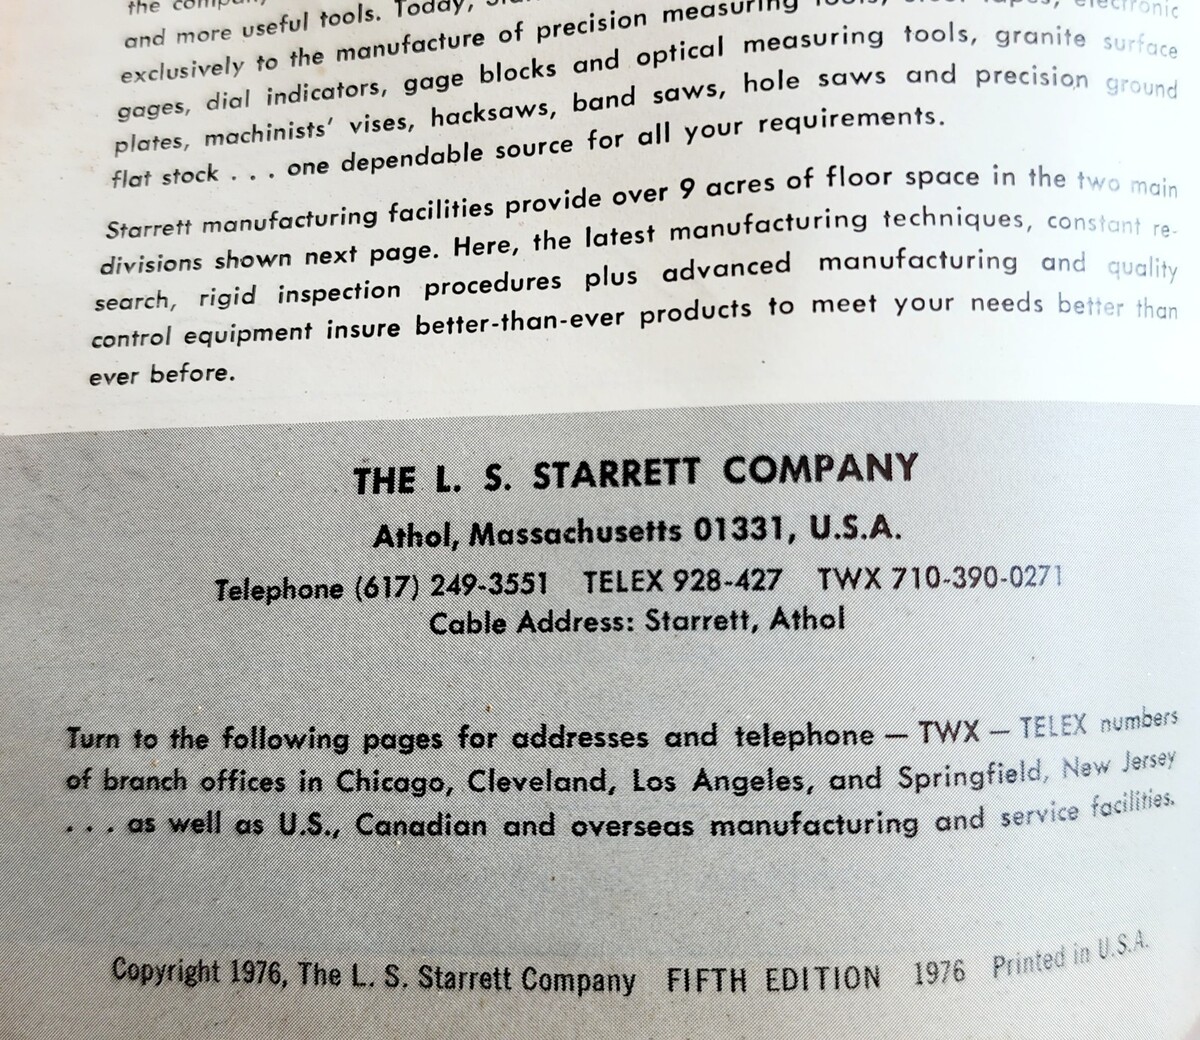 the
and more useful tools. Today,
exclusively to the manufacture of precision measuring tools, steel tapes, electronic
gages, dial indicators, gage blocks and optical measuring tools, granite surface
plates, machinists' vises, hacksaws, band saws, hole saws and precision ground
flat stock . . . one dependable source for all your requirements.
Starrett manufacturing facilities provide over 9 acres of floor space in the two main
divisions shown next page. Here, the latest manufacturing techniques, constant re-
search, rigid inspection procedures plus advanced manufacturing and quality
control equipment insure better-than-ever products to meet your needs better than
ever before.
THE L. S. STARRETT COMPANY
Athol, Massachusetts 01331, U.S.A.
Telephone (617) 249-3551 TELEX 928-427 TWX 710-390-0271
Cable Address: Starrett, Athol
Turn to the following pages for addresses and telephone — TWX — TELEX numbers
of branch offices in Chicago, Cleveland, Los Angeles, and Springfield, New Jersey
. . . as well as U.S., Canadian and overseas manufacturing and service facilities.
Copyright 1976, The L. S. Starrett Company FIFTH EDITION 1976 Printed in U.S.A.